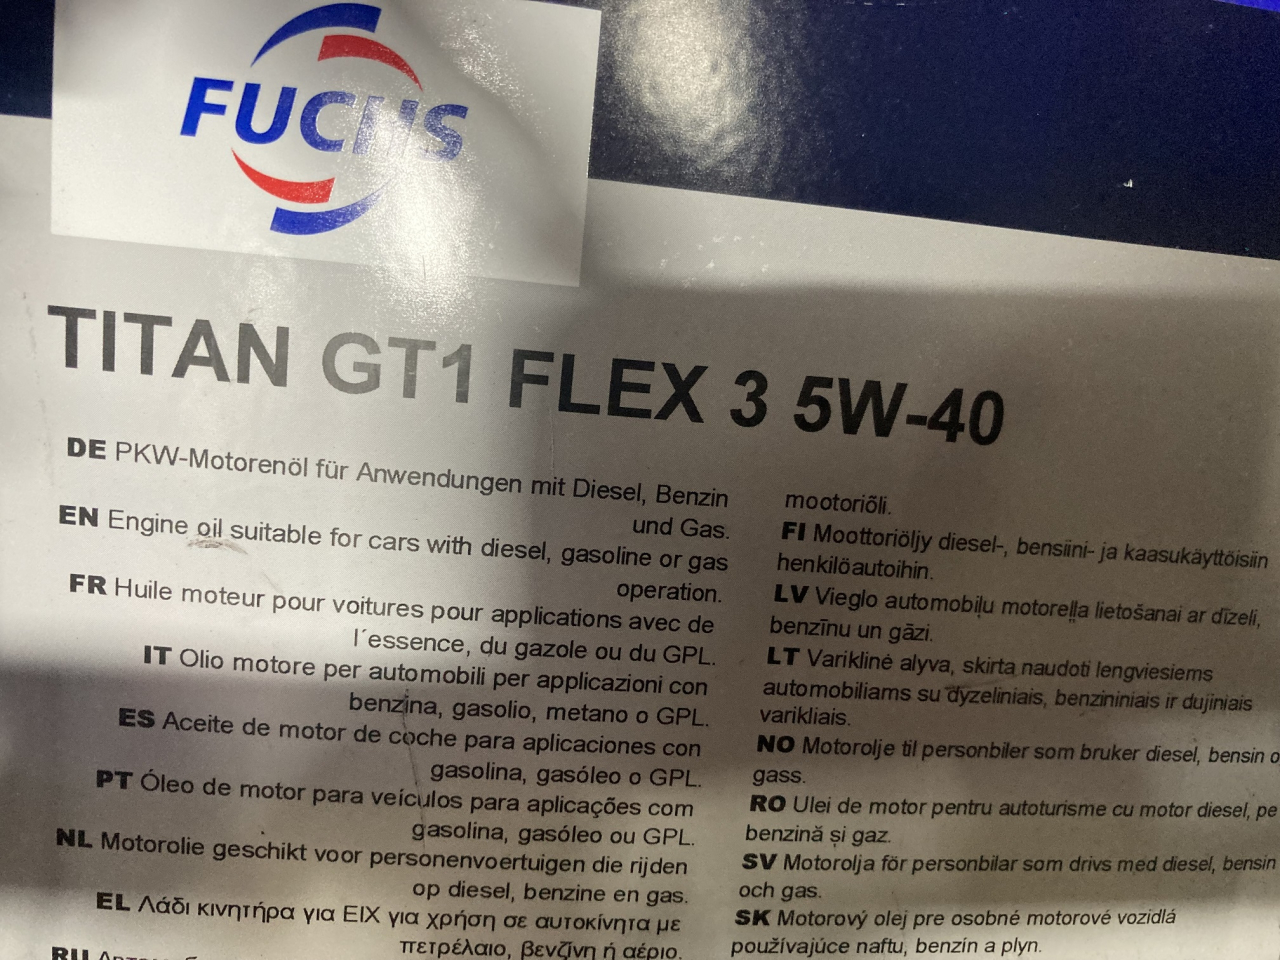 FUCHS
TITAN GT1 FLEX 3 5W-40
DE PKW-Motorenöl für Anwendungen mit Diesel, Benzin
und Gas.
EN Engine oil suitable for cars with diesel, gasoline or gas
operation.
FR Huile moteur pour voitures pour applications avec de
l´essence, du gazole ou du GPL.
IT Olio motore per automobili per applicazioni con
benzina, gasolio, metano o GPL.
ES Aceite de motor de coche para aplicaciones con
gasolina, gasóleo o GPL.
PT Óleo de motor para veículos para aplicações com
gasolina, gasóleo ou GPL.
NL Motorolie geschikt voor personenvoertuigen die rijden
op diesel, benzine en gas.
EL Λάδι κινητήρα για ΕΙΧ για χρήση σε αυτοκίνητα με
πετρέλαιο, βενζίνη ή αέριο.
RU
mootoriõli.
FI Moottoriöljy diesel-, bensiini- ja kaasukäyttöisiin
henkilöautoihin.
LV Vieglo automobiļu motoreļļa lietošanai ar dīzeli,
benzīnu un gāzi.
LT Variklinė alyva, skirta naudoti lengviesiems
automobiliams su dyzeliniais, benzininiais ir dujiniais
varikliais.
NO Motorolje til personbiler som bruker diesel, bensin o
gass.
RO Ulei de motor pentru autoturisme cu motor diesel, pe
benzină și gaz.
SV Motorolja för personbilar som drivs med diesel, bensin
och gas.
SK Motorový olej pre osobné motorové vozidlá
používajúce naftu, benzín a plyn.